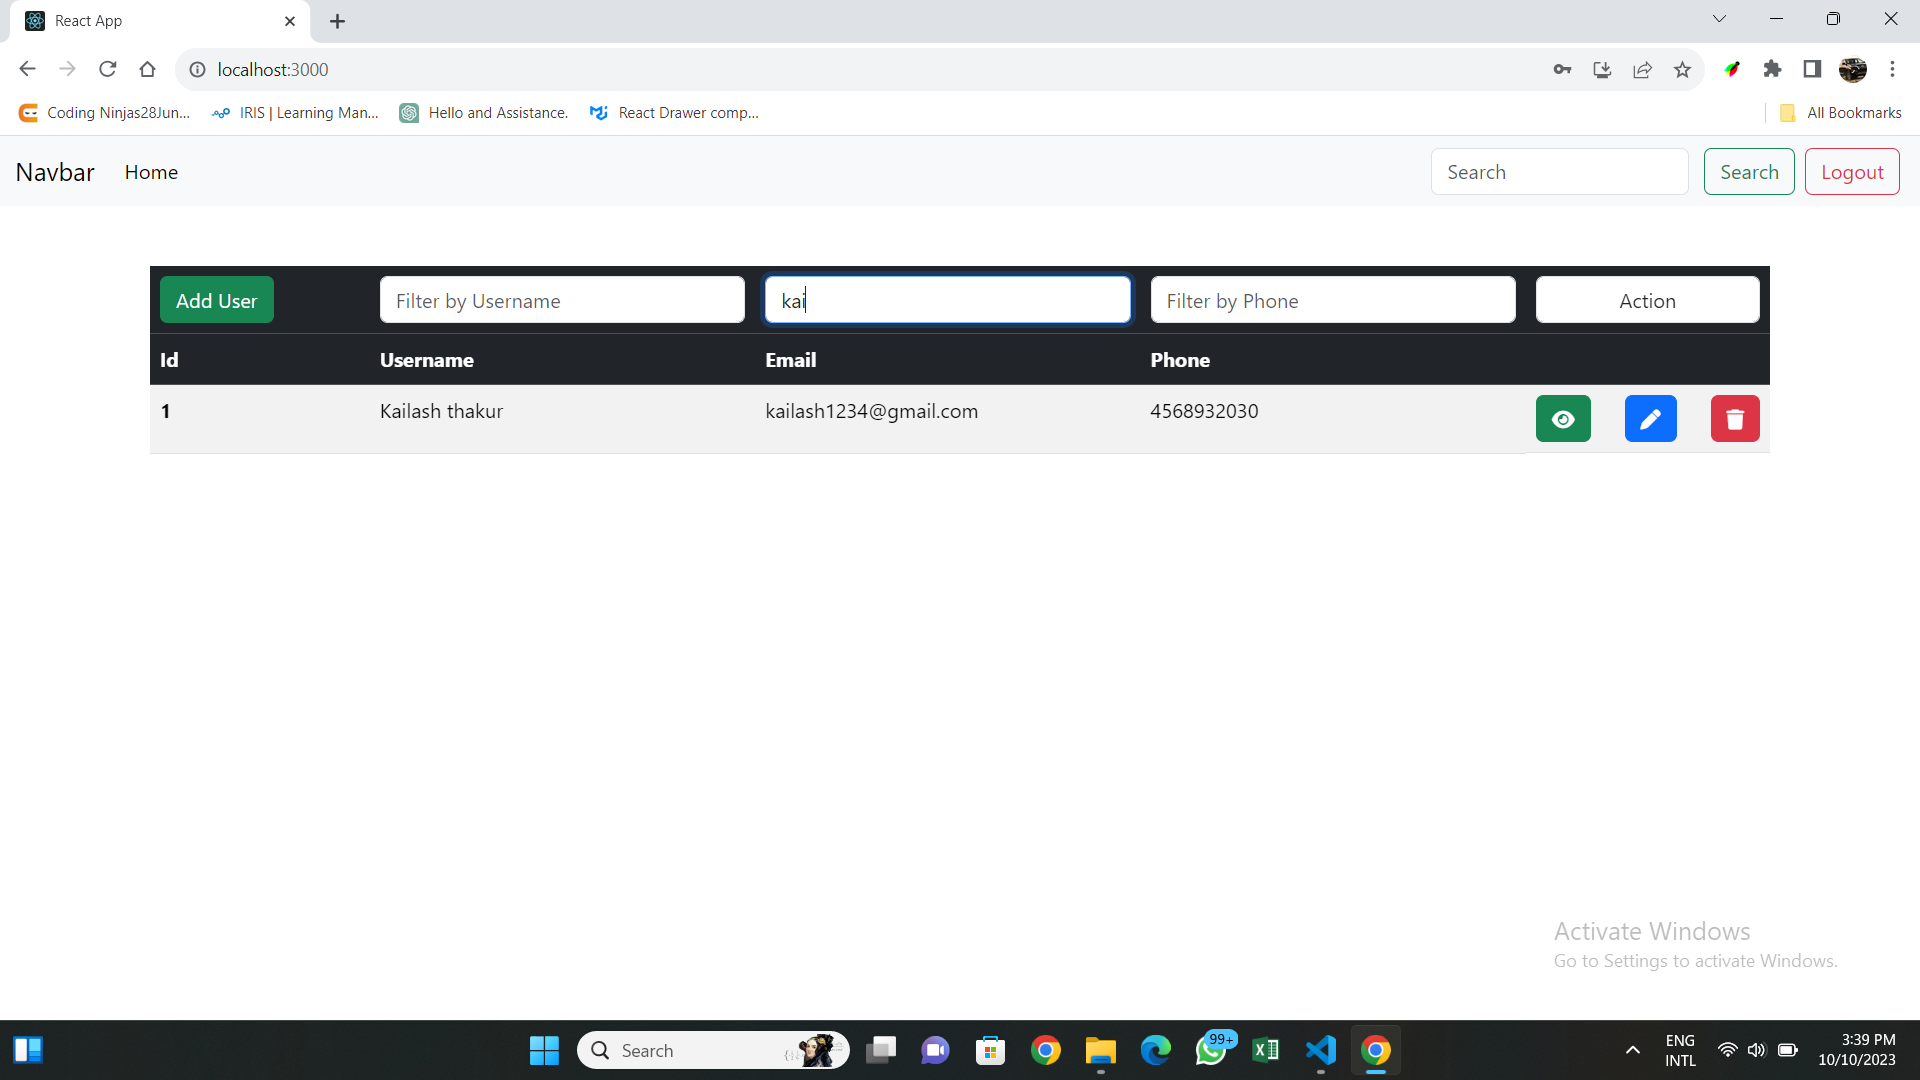 React App
localhost:3000
Coding Ninjas28Jun... IRIS | Learning Man... Hello and Assistance. React Drawer comp... All Bookmarks
Navbar Home Search Search Logout
Add User Filter by Username kai Filter by Phone Action
Id Username Email Phone
1 Kailash thakur kailash1234@gmail.com 4568932030
Activate Windows
Go to Settings to activate Windows.
Search 99+ ENG 3:39 PM
INTL 10/10/2023